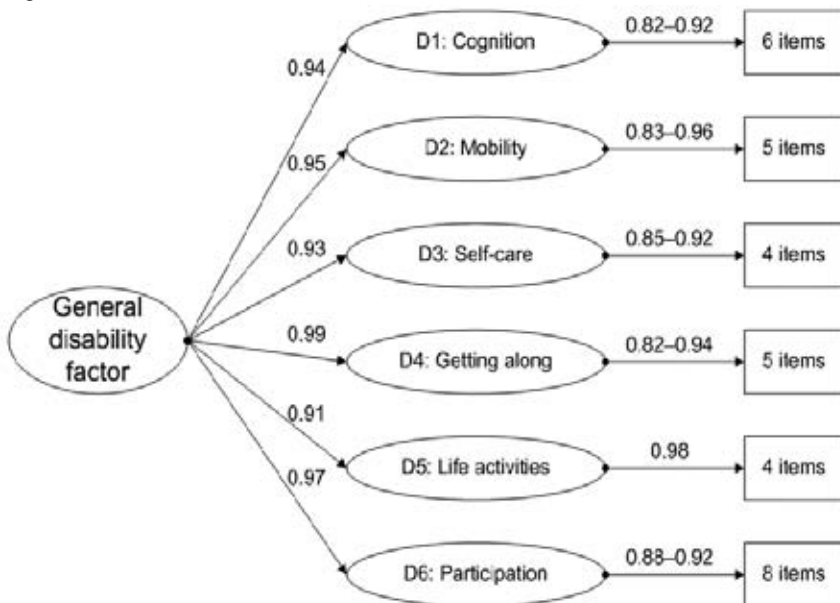 0.82–0.92
D1: Cognition
6 items
0.94
0.83–0.96
D2: Mobility
5 items
0.95
0.85–0.92
D3: Self-care
4 items
0.93
General
disability
factor
0.82–0.94
0.99
D4: Getting along
5 items
0.91
0.98
D5: Life activities
4 items
0.97
0.88–0.92
D6: Participation
8 items